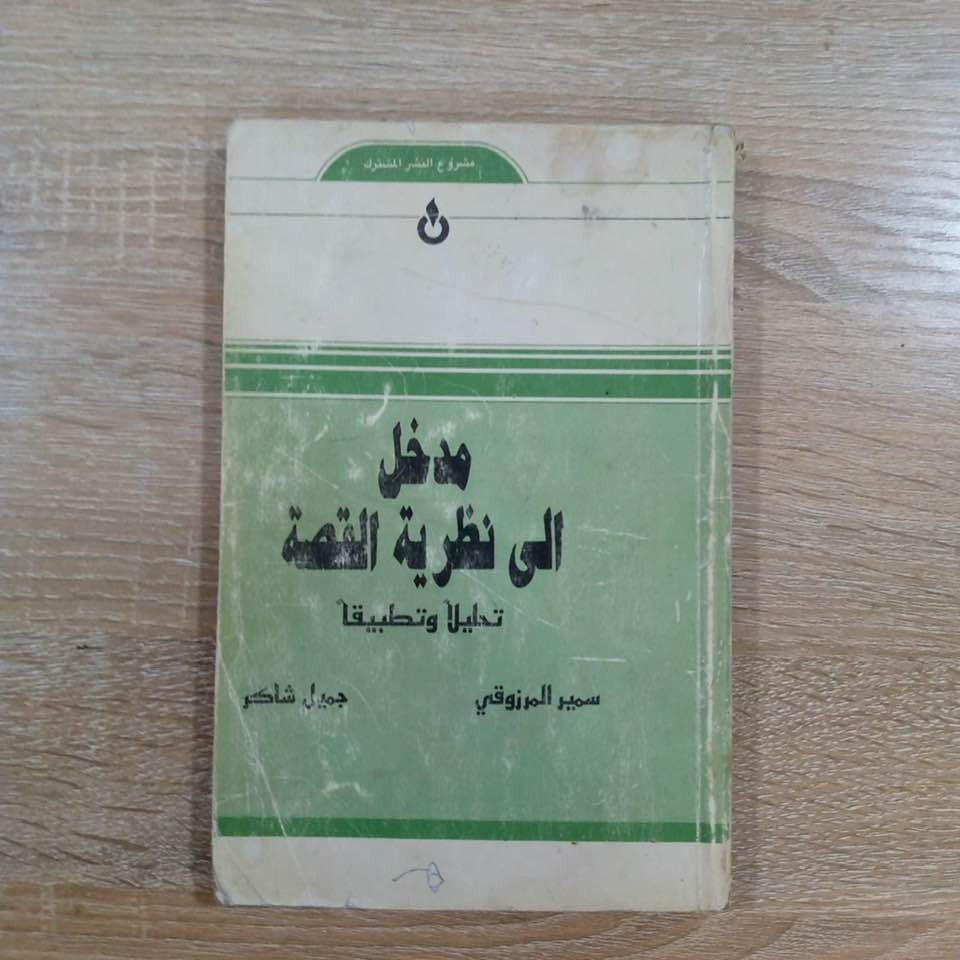 مشروع النشر المشترك
مدخل
الى نظرية القصة
تحليلاً وتطبيقاً
سمير المرزوقي جميل شاكر